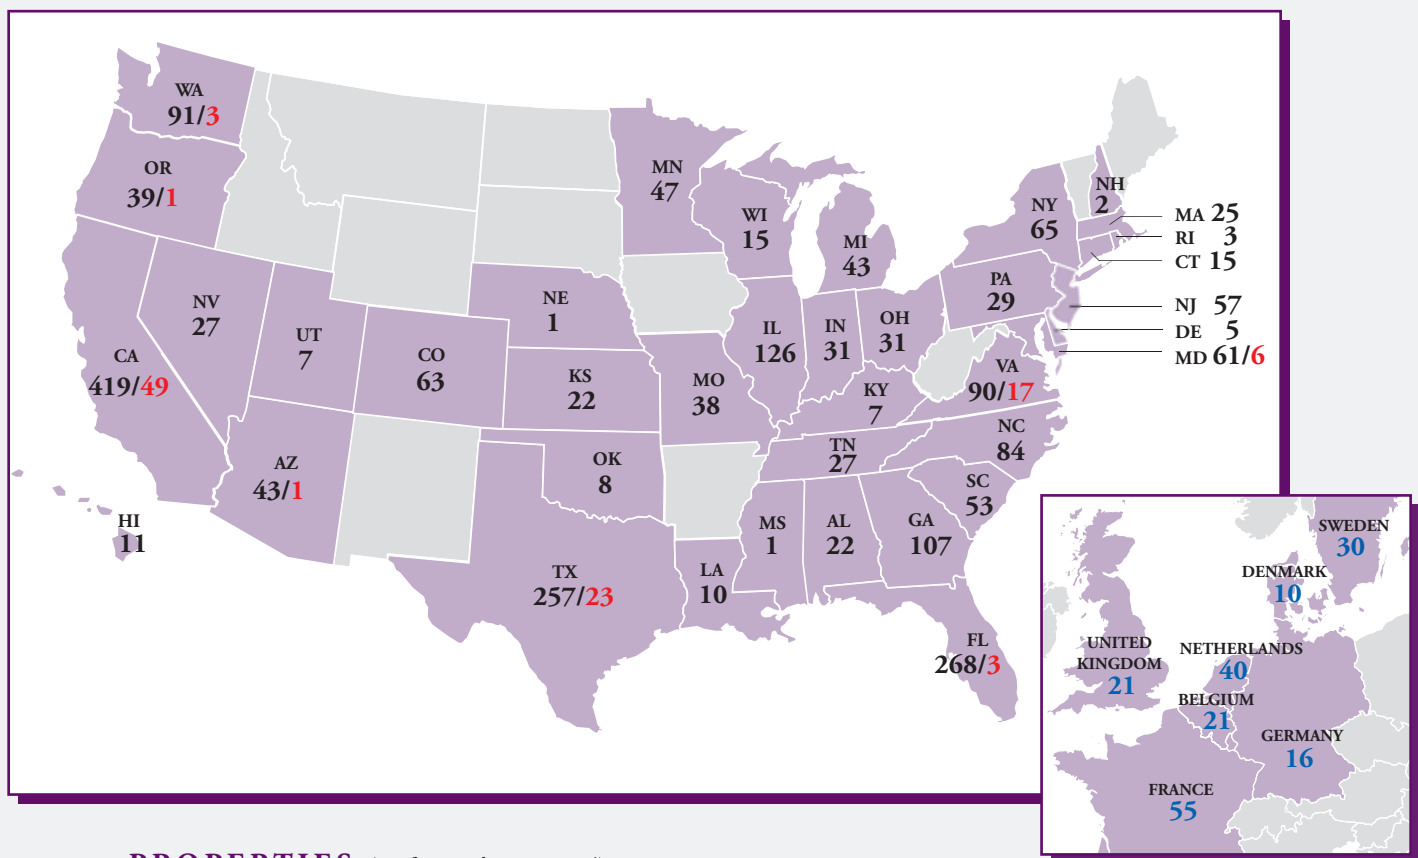 WA
91/3
OR
39/1
CA
419/49
NV
27
UT
7
AZ
43/1
CO
63
NE
1
KS
22
OK
8
TX
257/23
MN
47
WI
15
IL
126
MO
38
MI
43
IN
31
OH
31
KY
7
TN
27
MS
1
AL
22
GA
107
LA
10
FL
268/3
SC
53
NC
84
VA
90/17
PA
29
NY
65
NH
2
MA 25
RI 3
CT 15
NJ 57
DE 5
MD 61/6
HI
11
SWEDEN
30
DENMARK
10
UNITED
KINGDOM
21
NETHERLANDS
40
BELGIUM
21
GERMANY
16
FRANCE
55
PROPERTIES